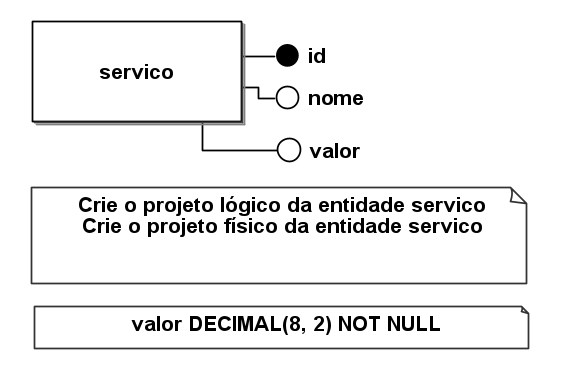 servico
id
nome
valor
Crie o projeto lógico da entidade servico
Crie o projeto físico da entidade servico
valor DECIMAL(8, 2) NOT NULL